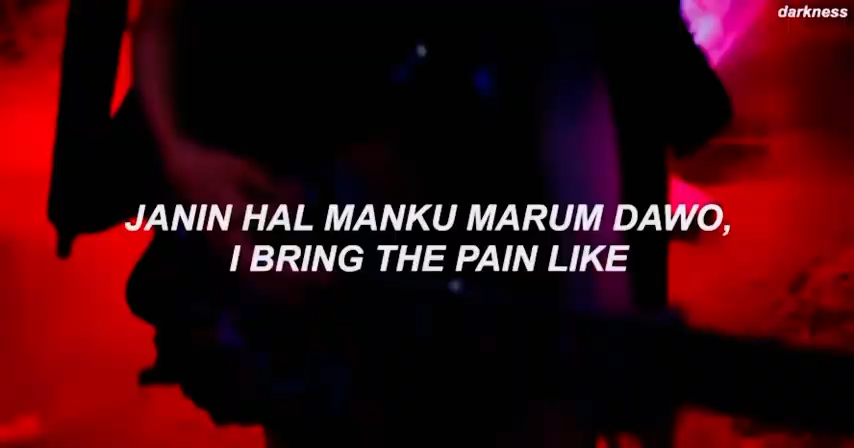 darkness
JANIN HAL MANKU MARUM DAWO,
I BRING THE PAIN LIKE